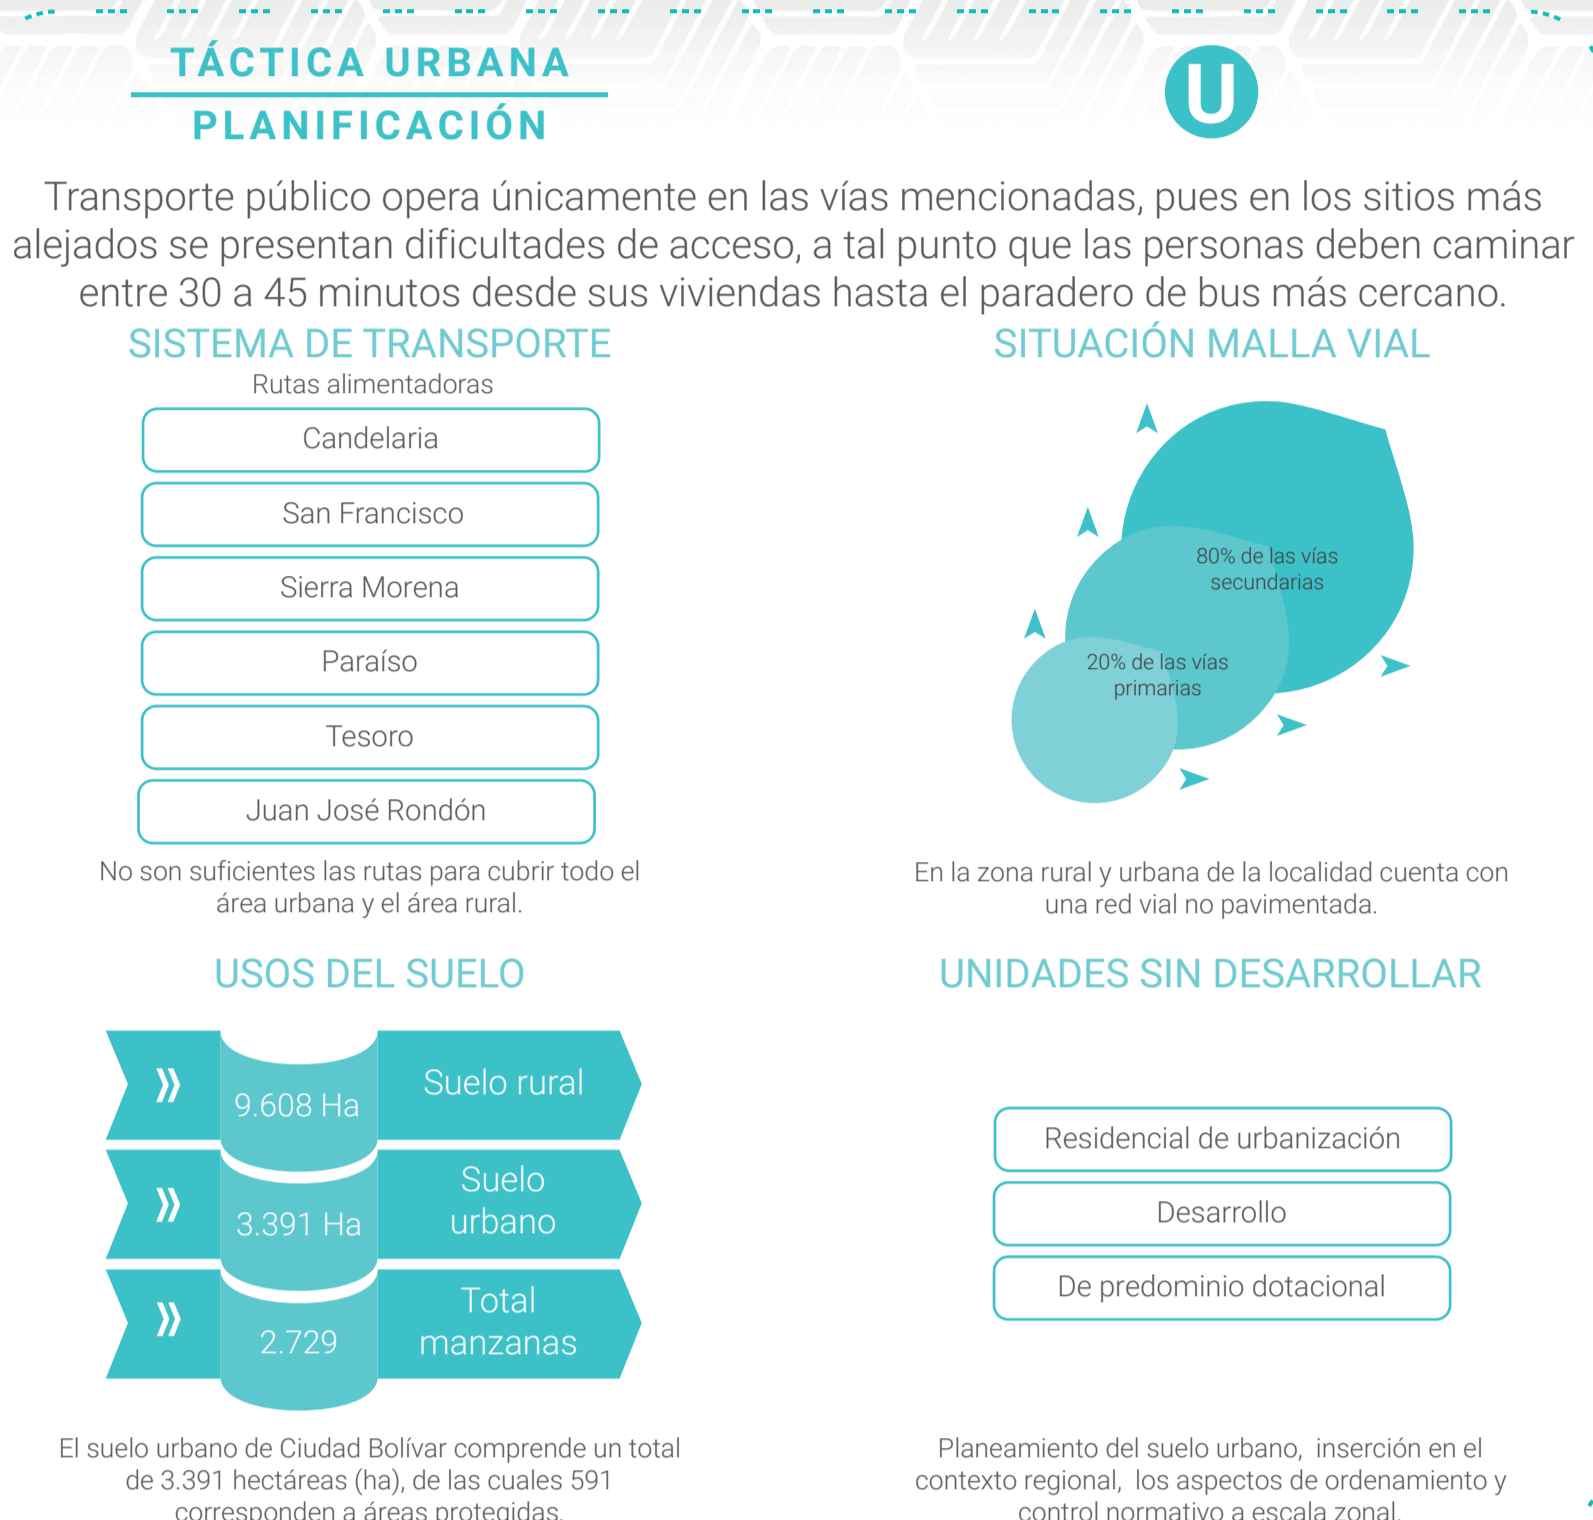 TÁCTICA URBANA
PLANIFICACIÓN
U
Transporte público opera únicamente en las vías mencionadas, pues en los sitios más
alejados se presentan dificultades de acceso, a tal punto que las personas deben caminar
entre 30 a 45 minutos desde sus viviendas hasta el paradero de bus más cercano.
SISTEMA DE TRANSPORTE
Rutas alimentadoras
Candelaria
San Francisco
Sierra Morena
Paraíso
Tesoro
Juan José Rondón
No son suficientes las rutas para cubrir todo el
área urbana y el área rural.
SITUACIÓN MALLA VIAL
80% de las vías
secundarias
20% de las vías
primarias
En la zona rural y urbana de la localidad cuenta con
una red vial no pavimentada.
USOS DEL SUELO
9.608 Ha
Suelo rural
3.391 Ha
Suelo
urbano
2.729
Total
manzanas
El suelo urbano de Ciudad Bolívar comprende un total
de 3.391 hectáreas (ha), de las cuales 591
corresponden a áreas protegidas.
UNIDADES SIN DESARROLLAR
Residencial de urbanización
Desarrollo
De predominio dotacional
Planeamiento del suelo urbano, inserción en el
contexto regional, los aspectos de ordenamiento y
control normativo a escala zonal.